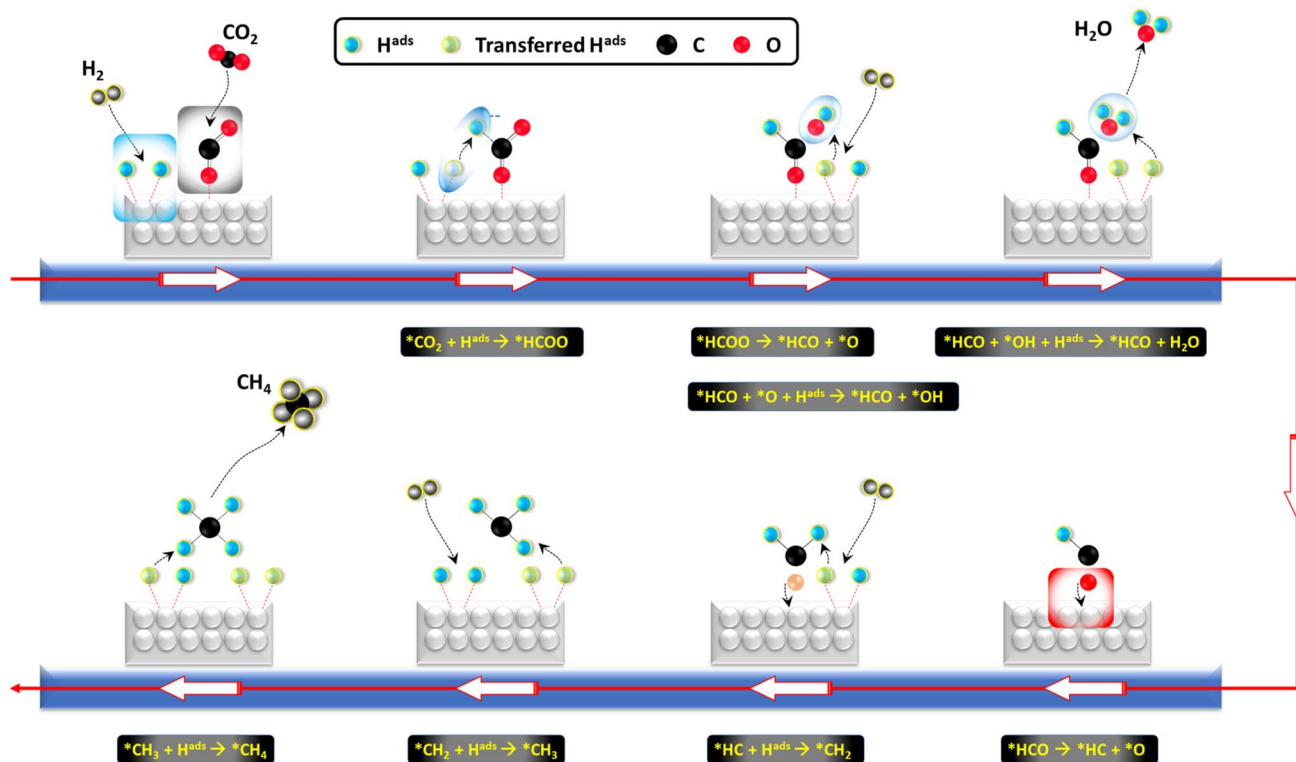 CO₂
Hᵃᵈˢ Transferred Hᵃᵈˢ C O
H₂O
H₂
*CO₂ + Hᵃᵈˢ → *HCOO
*HCOO → *HCO + *O
*HCO + *OH + Hᵃᵈˢ → *HCO + H₂O
*HCO + *O + Hᵃᵈˢ → *HCO + *OH
CH₄
*CH₃ + Hᵃᵈˢ → *CH₄
*CH₂ + Hᵃᵈˢ → *CH₃
*HC + Hᵃᵈˢ → *CH₂
*HCO → *HC + *O